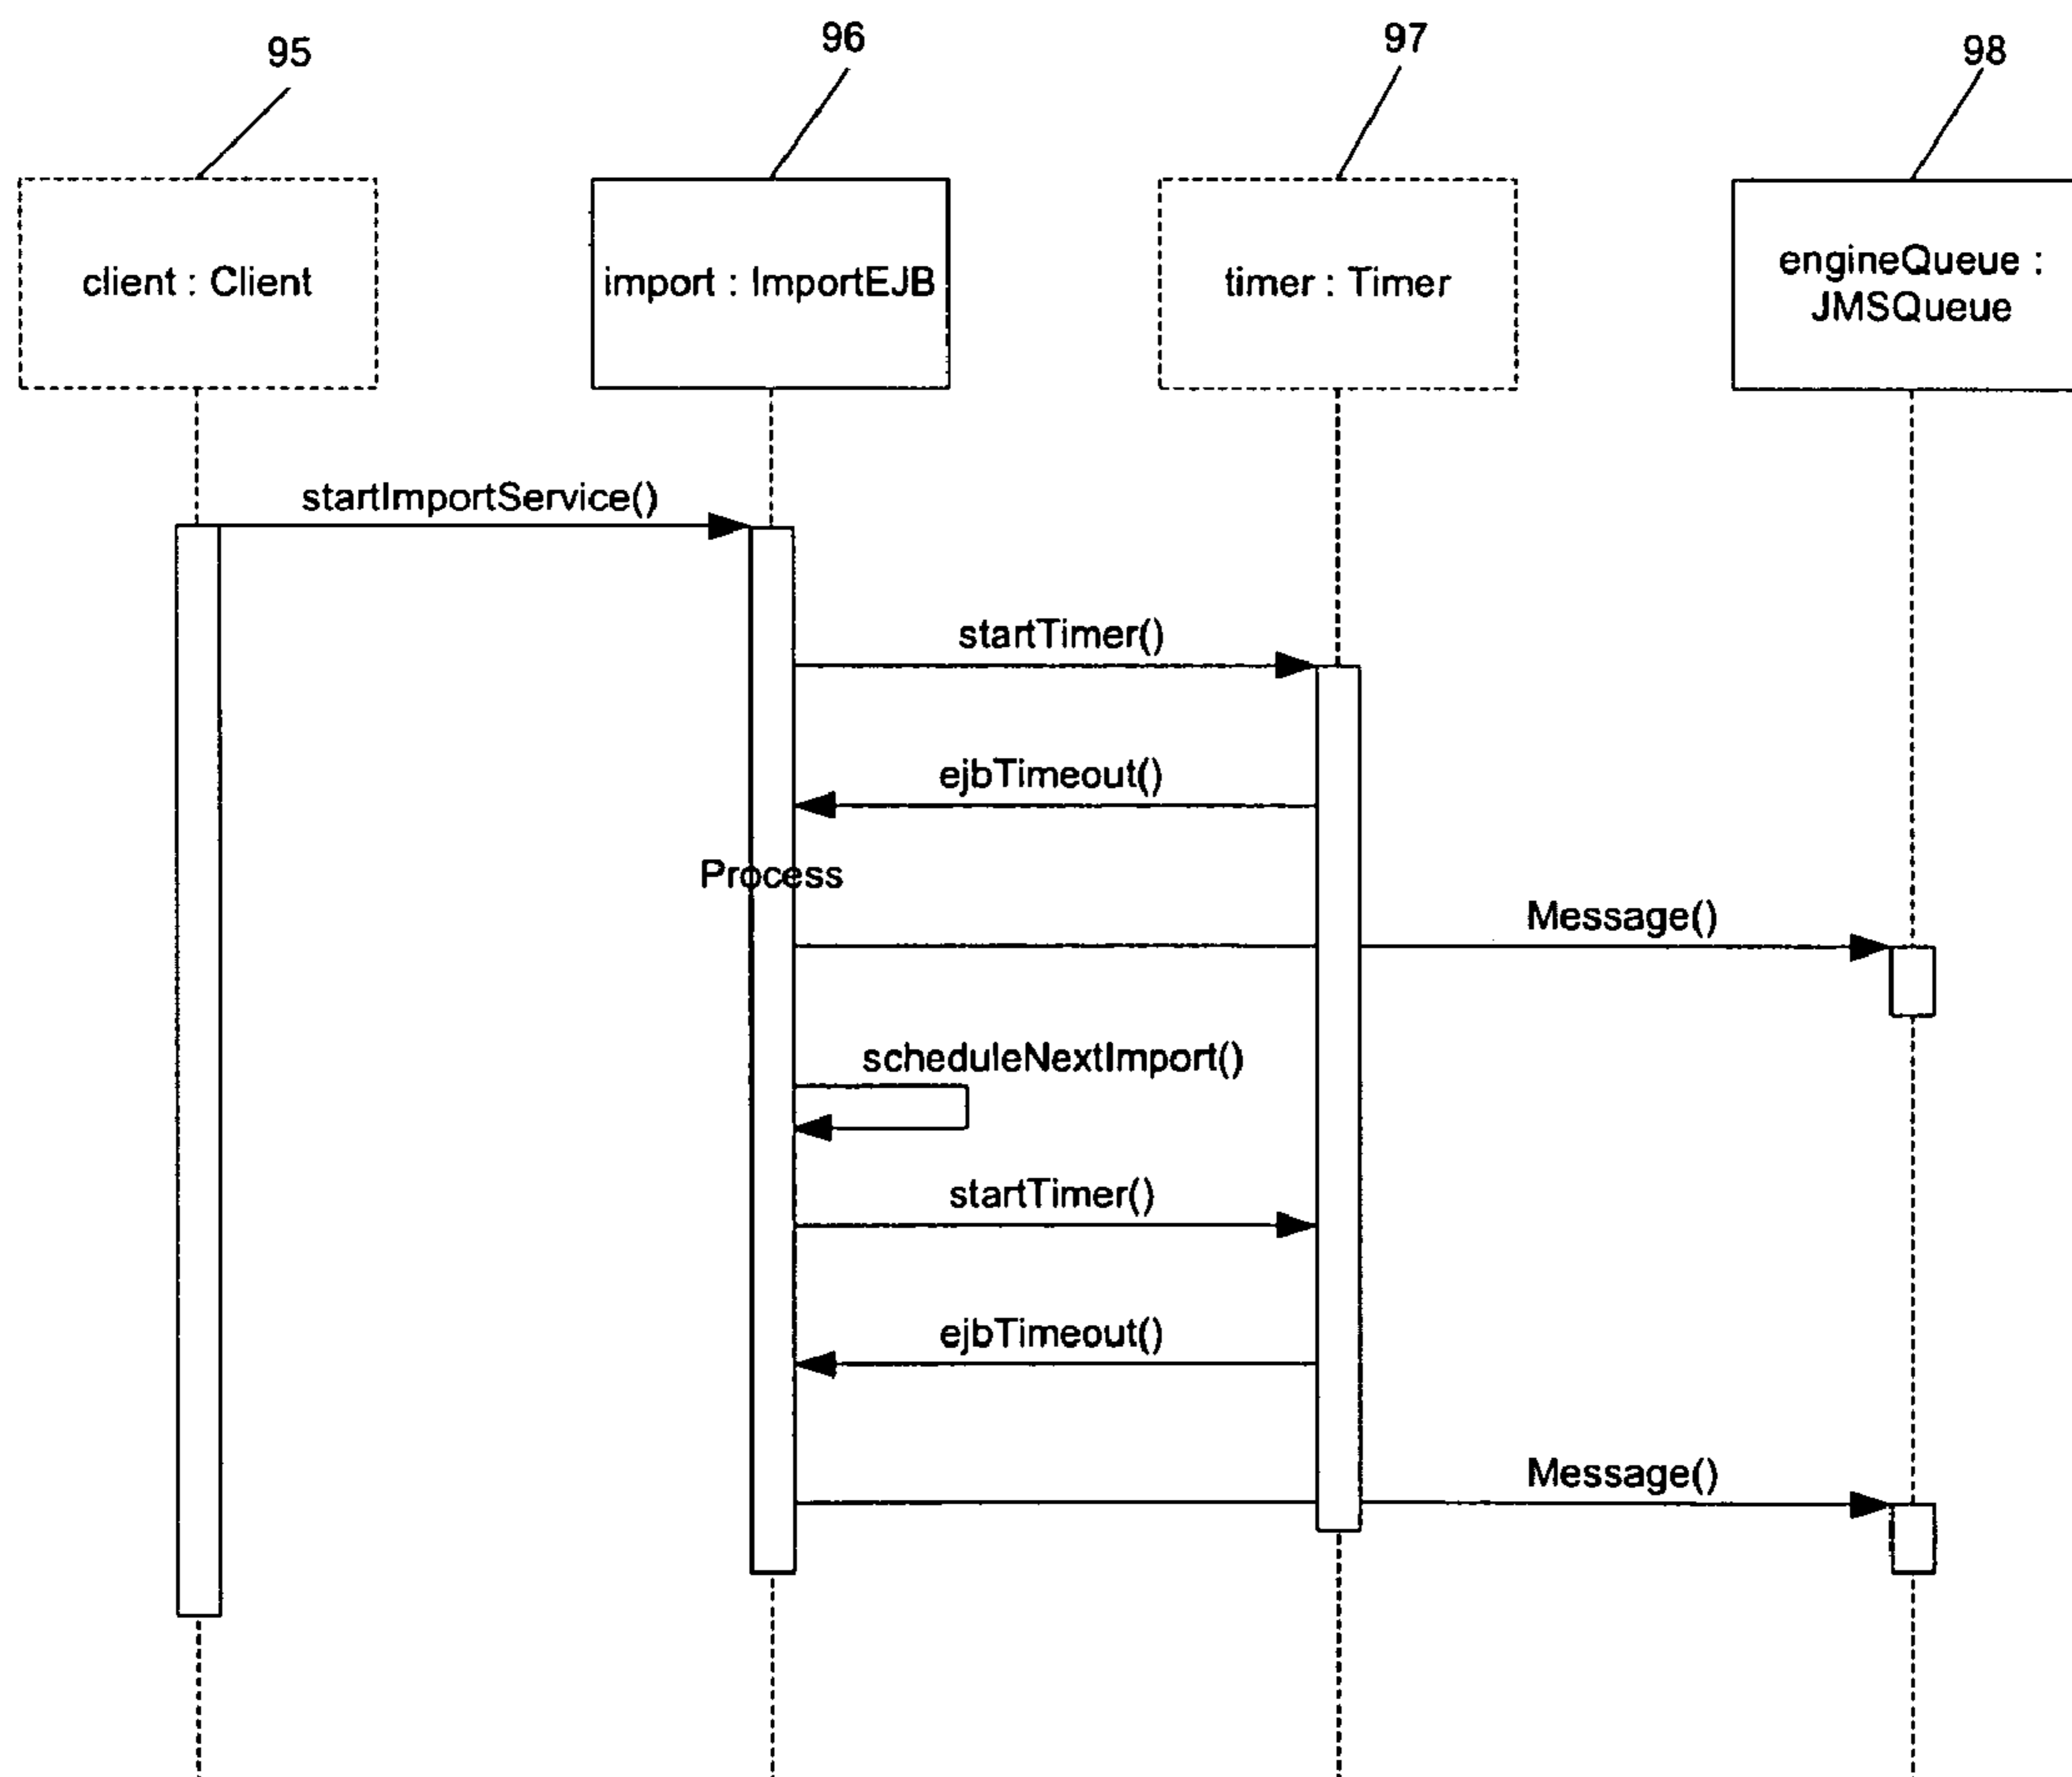 95
96
97
98
client : Client
import : ImportEJB
timer : Timer
engineQueue :
JMSQueue
startImportService()
startTimer()
ejbTimeout()
Process
Message()
scheduleNextImport()
startTimer()
ejbTimeout()
Message()